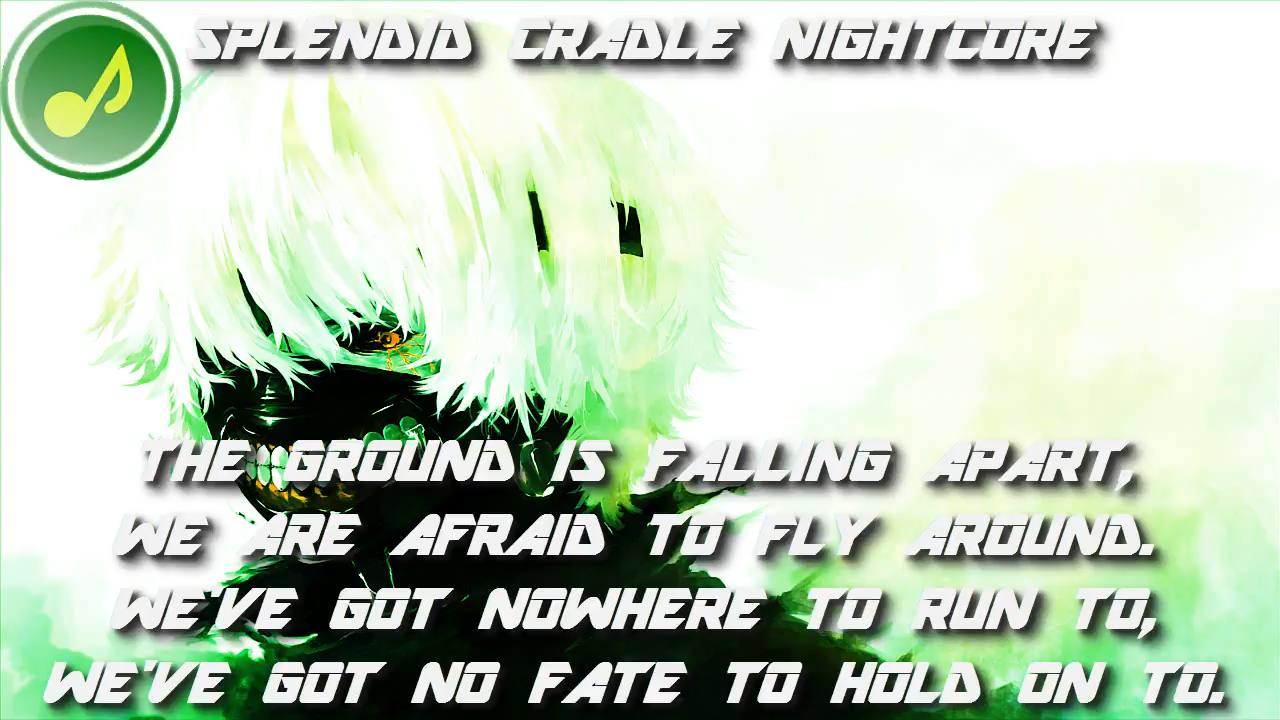 SPLENDID CRADLE NIGHTCORE
THE GROUND IS FALLING APART,
WE ARE AFRAID TO FLY AROUND.
WE'VE GOT NOWHERE TO RUN TO,
WE'VE GOT NO FATE TO HOLD ON TO.